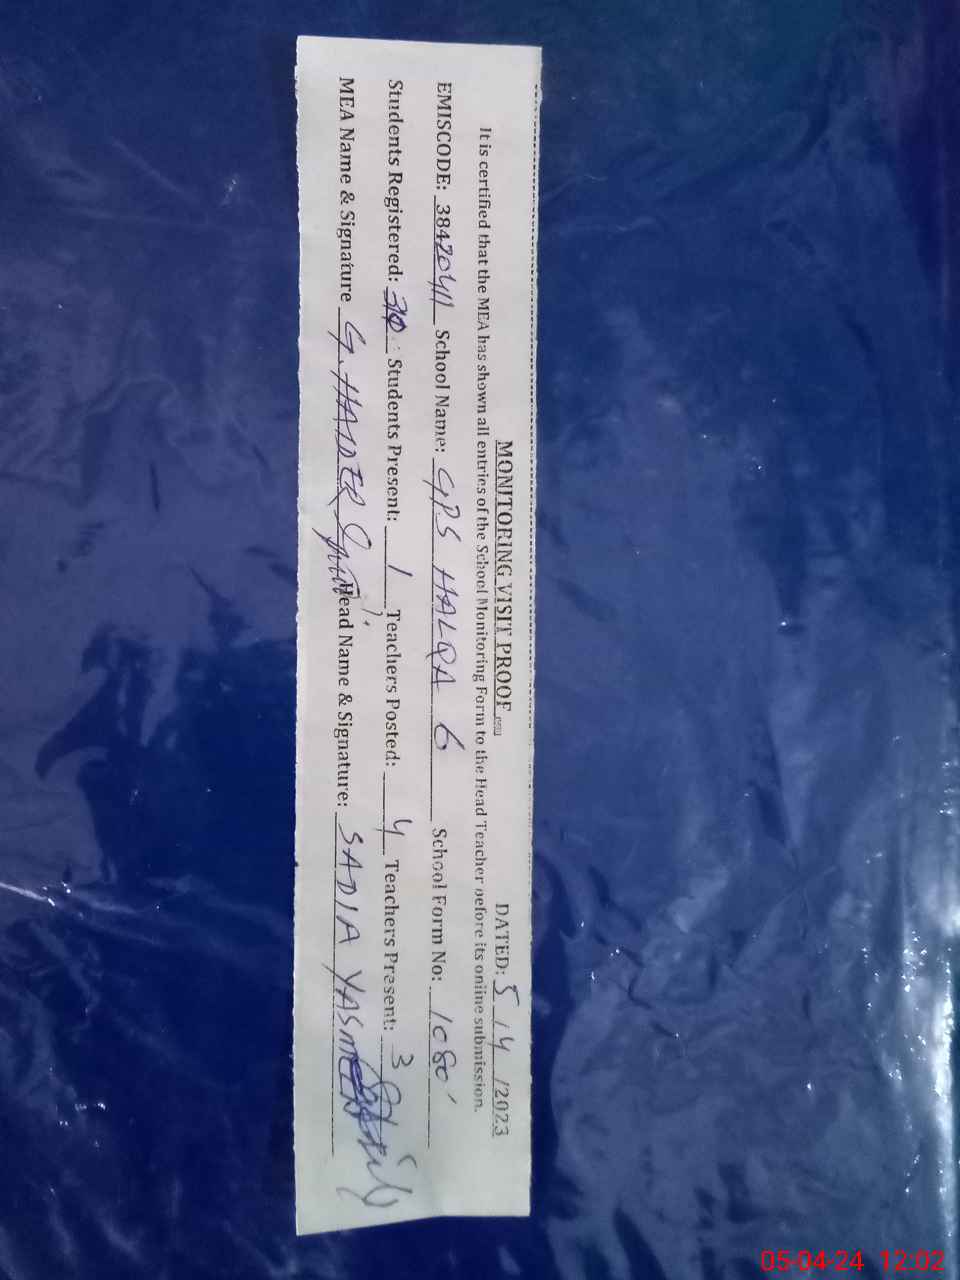 MONITORING VISIT PROOF DATED: 5/4/2023
It is certified that the MEA has shown all entries of the School Monitoring Form to the Head Teacher before its online submission.
EMISCODE: 38420411 School Name: GPS HALQA 6 School Form No: 1080
Students Registered: Students Present: 1 Teachers Posted: 4 Teachers Present: 3
MEA Name & Signature G. HAIDER Head Name & Signature: SADIA YASMEEN
05-04-24 12:02